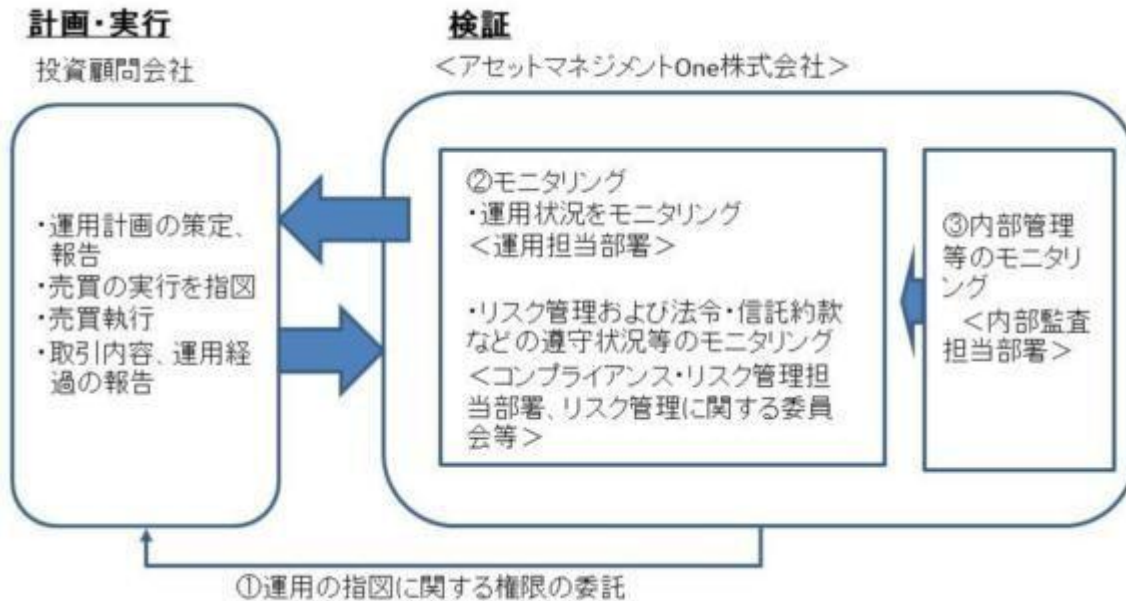 計画・実行
投資顧問会社
・運用計画の策定、
報告
・売買の実行を指図
・売買執行
・取引内容、運用経
過の報告
検証
＜アセットマネジメントOne株式会社＞
②モニタリング
・運用状況をモニタリング
＜運用担当部署＞
・リスク管理および法令・信託約款
などの遵守状況等のモニタリング
＜コンプライアンス・リスク管理担
当部署、リスク管理に関する委員
会等＞
③内部管理
等のモニタリ
ング
＜内部監査
担当部署＞
①運用の指図に関する権限の委託